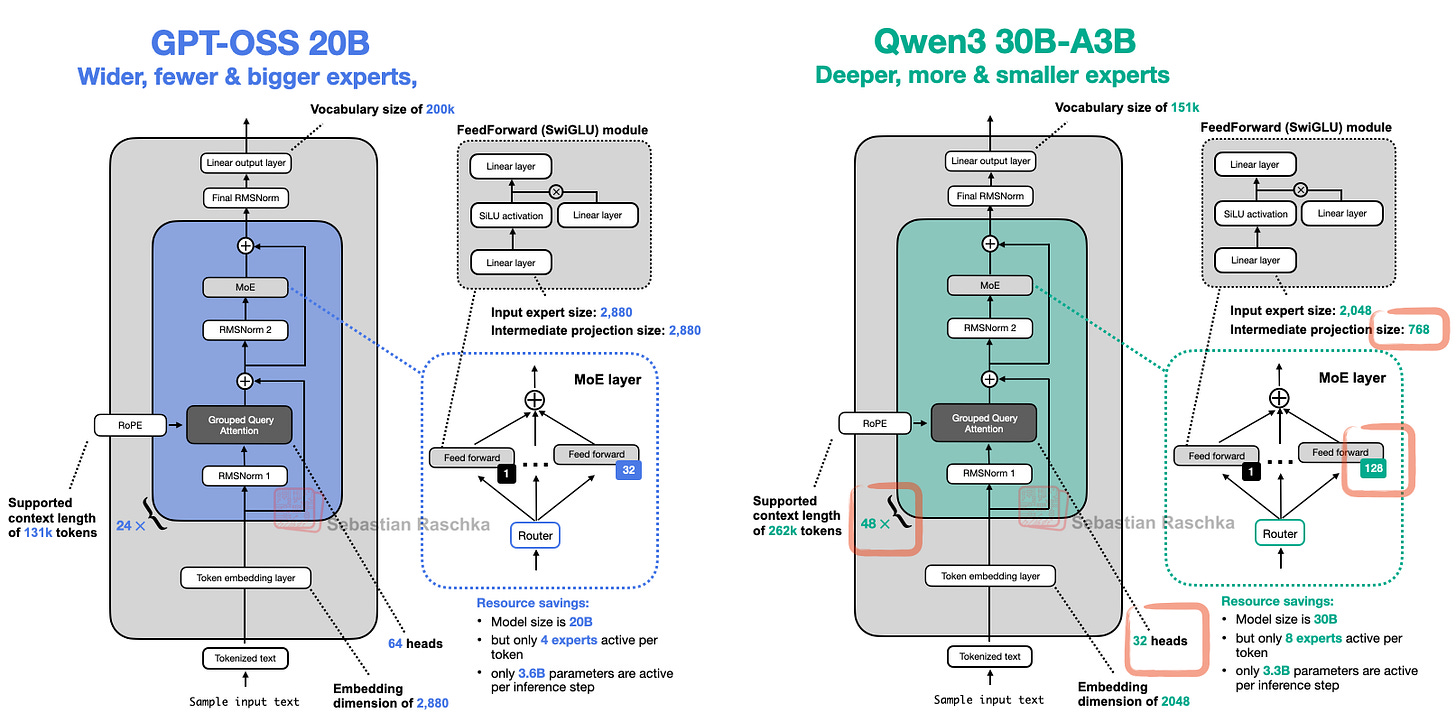 GPT-OSS 20B
Wider, fewer & bigger experts,
Vocabulary size of 200k
FeedForward (SwiGLU) module
Linear output layer
Linear layer
Final RMSNorm
SiLU activation
Linear layer
Linear layer
MoE
Input expert size: 2,880
Intermediate projection size: 2,880
RMSNorm 2
MoE layer
Grouped Query
Attention
RoPE
Feed forward
1
...
Feed forward
32
RMSNorm 1
Supported
context length
of 131k tokens
24 ×
Sebastian Raschka
Router
Token embedding layer
Resource savings:
• Model size is 20B
• but only 4 experts active per
token
• only 3.6B parameters are active
per inference step
64 heads
Tokenized text
Embedding
dimension of 2,880
Sample input text
Qwen3 30B-A3B
Deeper, more & smaller experts
Vocabulary size of 151k
FeedForward (SwiGLU) module
Linear output layer
Linear layer
Final RMSNorm
SiLU activation
Linear layer
Linear layer
MoE
Input expert size: 2,048
Intermediate projection size: 768
RMSNorm 2
MoE layer
Grouped Query
Attention
RoPE
Feed forward
1
...
Feed forward
128
RMSNorm 1
Supported
context length
of 262k tokens
48 ×
Sebastian Raschka
Router
Token embedding layer
Resource savings:
• Model size is 30B
• but only 8 experts active per
token
• only 3.3B parameters are active
per inference step
32 heads
Tokenized text
Embedding
dimension of 2048
Sample input text